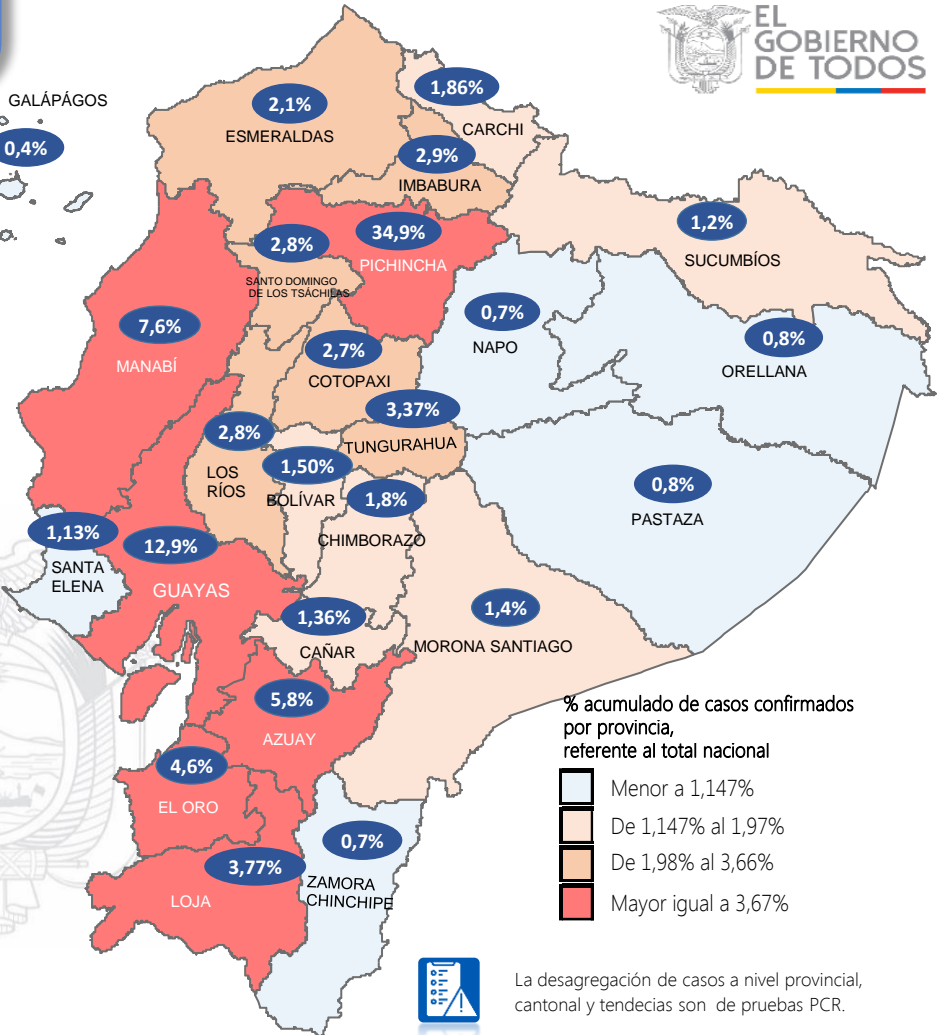 EL
GOBIERNO
DE TODOS
GALÁPÁGOS
0,4%
2,1%
ESMERALDAS
1,86%
CARCHI
2,9%
IMBABURA
1,2%
SUCUMBÍOS
2,8%
SANTO DOMINGO
DE LOS TSÁCHILAS
34,9%
PICHINCHA
7,6%
MANABÍ
0,7%
NAPO
0,8%
ORELLANA
2,7%
COTOPAXI
3,37%
TUNGURAHUA
2,8%
LOS
RÍOS
1,50%
BOLÍVAR
1,8%
CHIMBORAZO
0,8%
PASTAZA
1,13%
SANTA
ELENA
12,9%
GUAYAS
1,36%
CAÑAR
1,4%
MORONA SANTIAGO
5,8%
AZUAY
4,6%
EL ORO
3,77%
LOJA
0,7%
ZAMORA
CHINCHIPE
% acumulado de casos confirmados
por provincia,
referente al total nacional
Menor a 1,147%
De 1,147% al 1,97%
De 1,98% al 3,66%
Mayor igual a 3,67%
La desagregación de casos a nivel provincial,
cantonal y tendecias son de pruebas PCR.